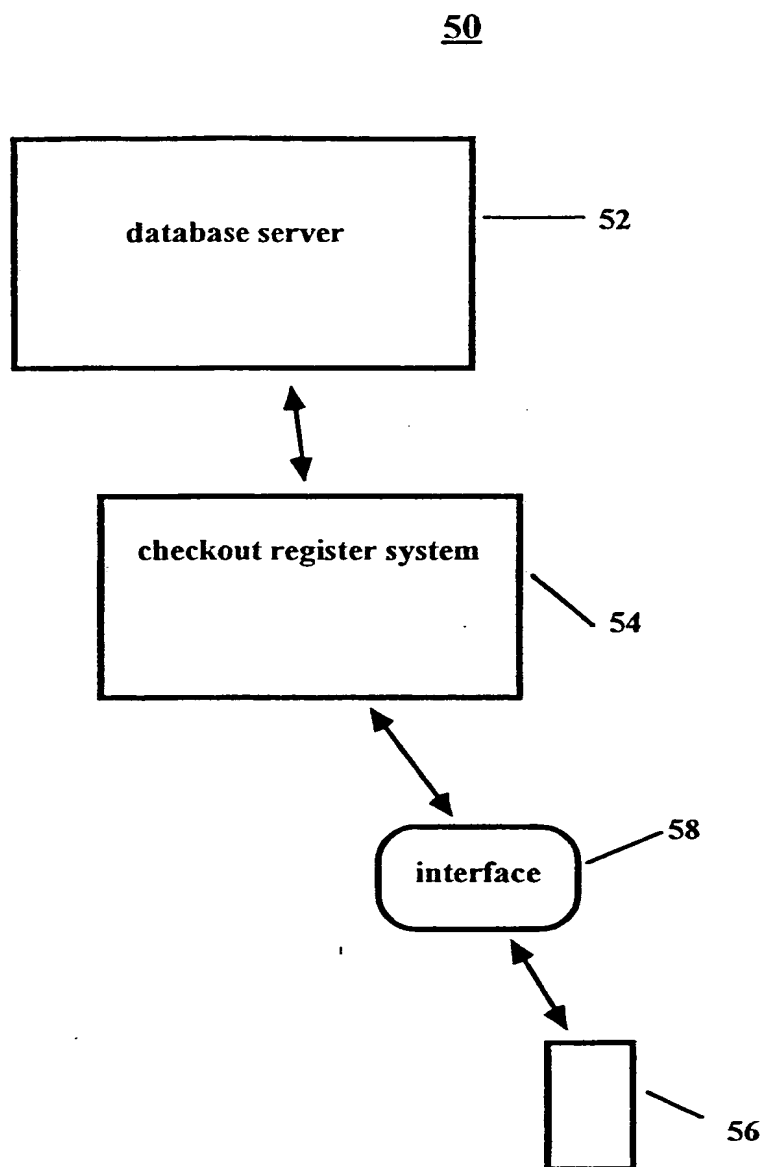 50
database server
52
checkout register system
54
58
interface
56